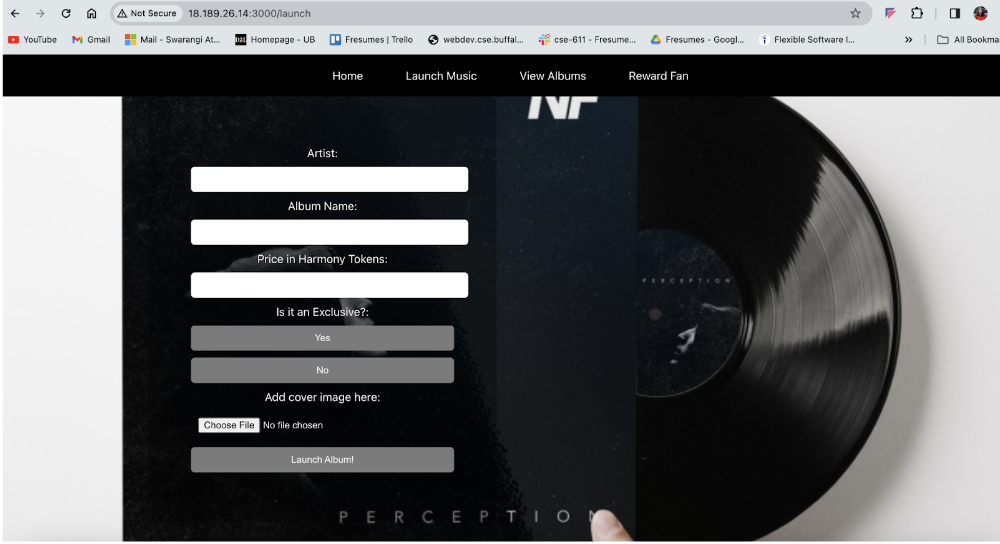 Not Secure 18.189.26.14:3000/launch
YouTube Gmail Mail - Swarangi At... Homepage - UB Fresumes | Trello webdev.cse.buffal... cse-611 - Fresume... Fresumes - Googl... Flexible Software I... » All Bookma
Home Launch Music View Albums Reward Fan
NF
Artist:
Album Name:
Price in Harmony Tokens:
PERCEPTION
Is it an Exclusive?:
Yes
No
Add cover image here:
Choose File No file chosen
Launch Album!
PERCEPTION